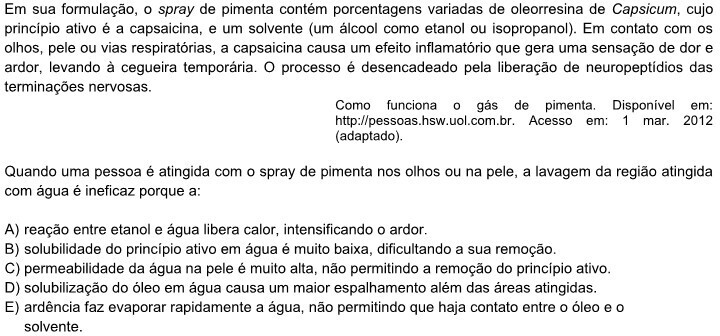 Em sua formulação, o spray de pimenta contém porcentagens variadas de oleorresina de Capsicum, cujo
princípio ativo é a capsaicina, e um solvente (um álcool como etanol ou isopropanol). Em contato com os
olhos, pele ou vias respiratórias, a capsaicina causa um efeito inflamatório que gera uma sensação de dor e
ardor, levando à cegueira temporária. O processo é desencadeado pela liberação de neuropeptídios das
terminações nervosas.
Como funciona o gás de pimenta. Disponível em:
http://pessoas.hsw.uol.com.br. Acesso em: 1 mar. 2012
(adaptado).
Quando uma pessoa é atingida com o spray de pimenta nos olhos ou na pele, a lavagem da região atingida
com água é ineficaz porque a:
A) reação entre etanol e água libera calor, intensificando o ardor.
B) solubilidade do princípio ativo em água é muito baixa, dificultando a sua remoção.
C) permeabilidade da água na pele é muito alta, não permitindo a remoção do princípio ativo.
D) solubilização do óleo em água causa um maior espalhamento além das áreas atingidas.
E) ardência faz evaporar rapidamente a água, não permitindo que haja contato entre o óleo e o
solvente.